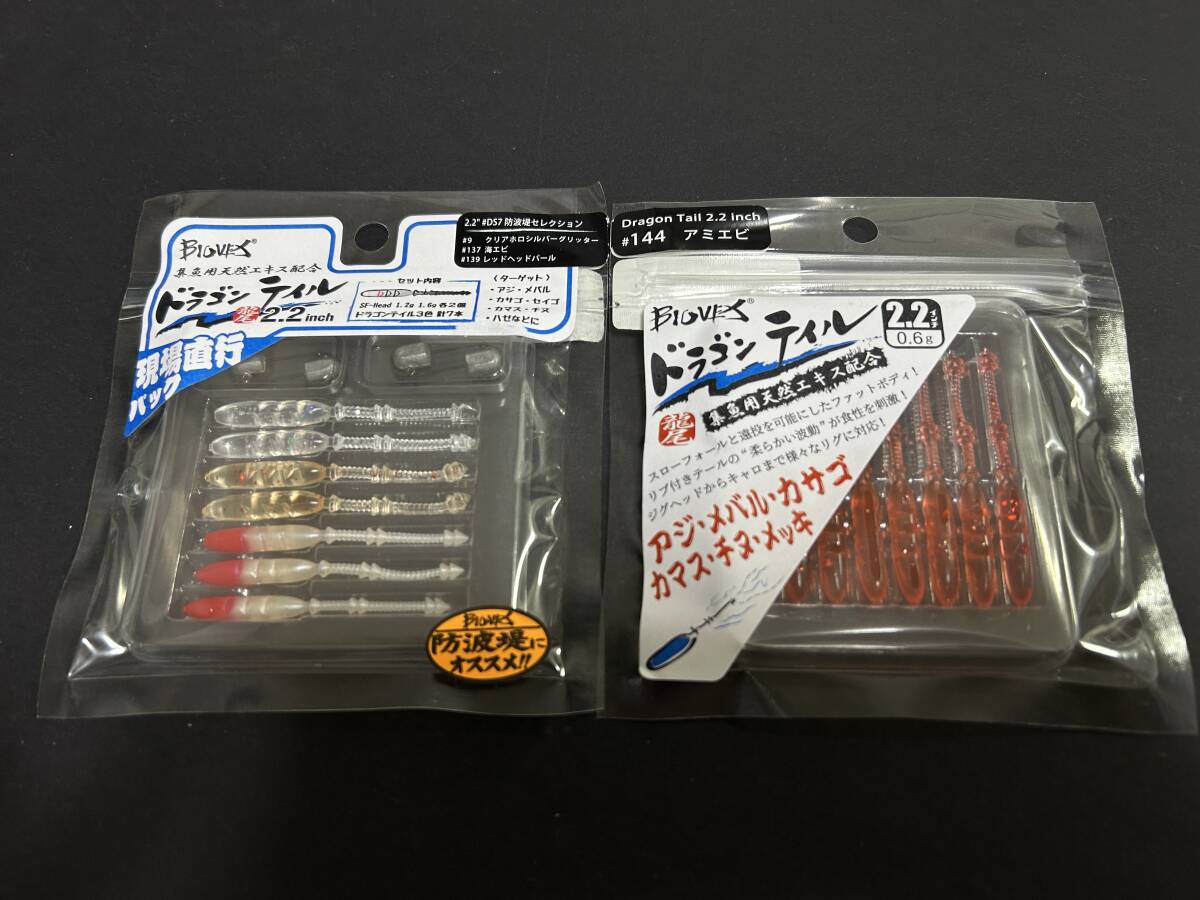 BIOVEX®
集魚用天然エキス配合
ドラゴンテイル
龍尾 2.2inch
現場直行
パック
2.2" #DS7 防波堤セレクション
#9 クリアホロシルバーグリッター
#137 海エビ
#139 レッドヘッドパール
セット内容
SF-Head 1.2g 1.6g 各2個
ドラゴンテイル3色 計7本
(ターゲット)
・アジ・メバル
・カサゴ・セイゴ
・カマス・チヌ
・ハゼなどに
BIOVEX
防波堤に
オススメ!!
Dragon Tail 2.2 inch
#144 アミエビ
BIOVEX
ドラゴンテイル
龍尾
集魚用天然エキス配合
2.2インチ
0.6g
スローフォールと遠投を可能にしたファットボディ!
リブ付きテールの“柔らかい波動”が食性を刺激!
ジグヘッドからキャロまで様々なリグに対応!
アジ・メバル・カサゴ
カマス・チヌ・メッキ